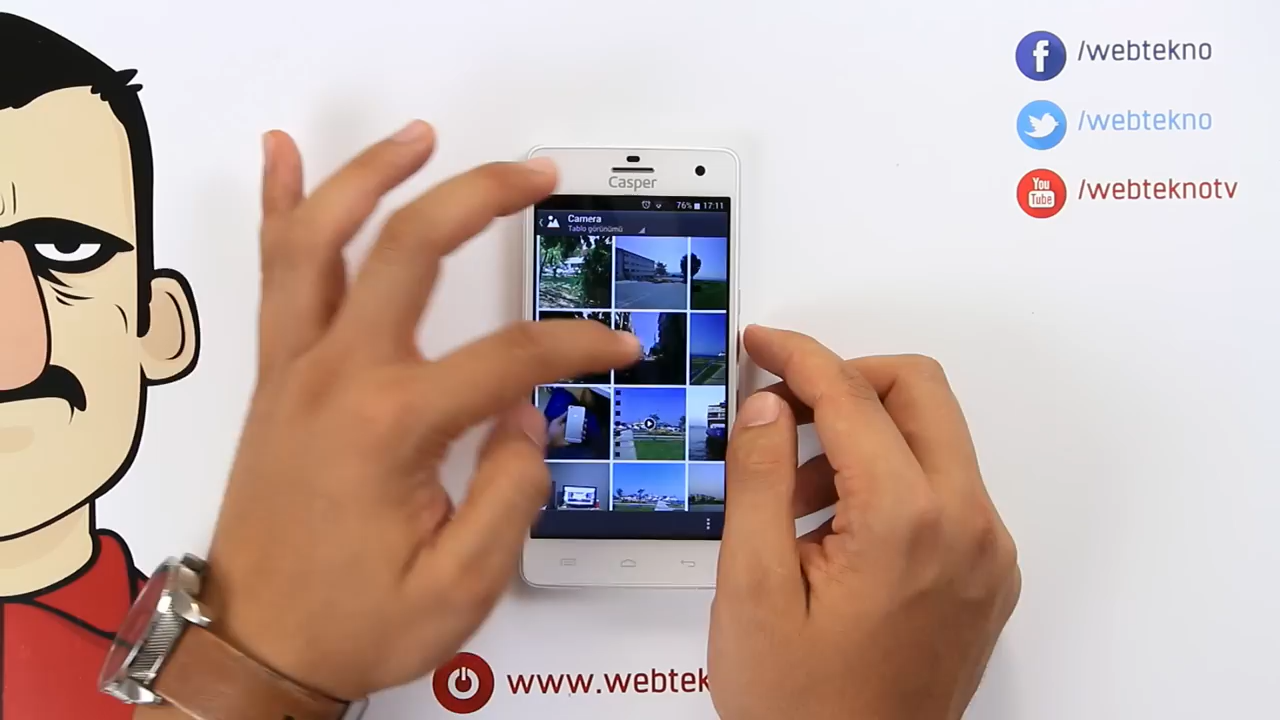 /webtekno
/webtekno
You
Tube
/webteknotv
Casper
76% 17:11
Camera
Tablo görünümü
www.webtek